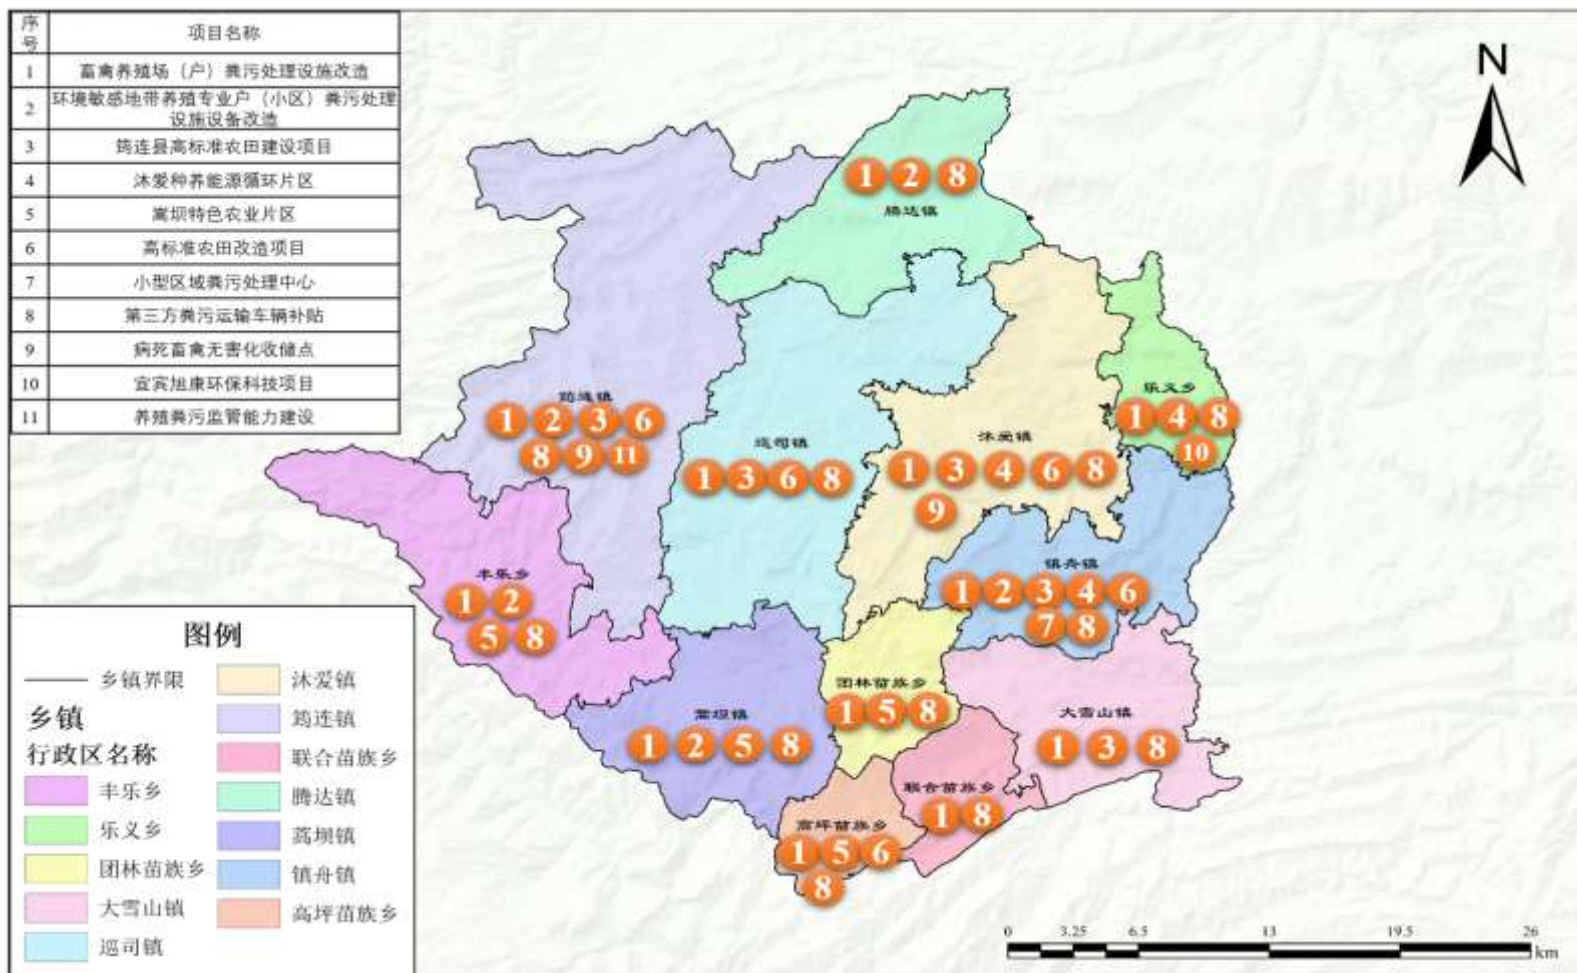 序号 项目名称
1 畜禽养殖场（户）粪污处理设施改造
2 环境敏感地带养殖专业户（小区）粪污处理
设施设备改造
3 筠连县高标准农田建设项目
4 沐爱种养能源循环片区
5 嵩坝特色农业片区
6 高标准农田改造项目
7 小型区域粪污处理中心
8 第三方粪污运输车辆补贴
9 病死畜禽无害化收储点
10 宜宾旭康环保科技项目
11 养殖粪污监管能力建设
N
1 2 8
腾达镇
筠连镇
1 2 3 6
8 9 11
巡司镇
1 3 6 8
沐爱镇
1 3 4 6 8
9
乐义乡
1 4 8
10
丰乐乡
1 2
5 8
镇舟镇
1 2 3 4 6
7 8
团林苗族乡
1 5 8
蒿坝镇
1 2 5 8
大雪山镇
1 3 8
联合苗族乡
1 8
高坪苗族乡
1 5 6
8
图例
乡镇界限
乡镇
行政区名称
丰乐乡
乐义乡
团林苗族乡
大雪山镇
巡司镇
沐爱镇
筠连镇
联合苗族乡
腾达镇
蒿坝镇
镇舟镇
高坪苗族乡
0 3.25 6.5 13 19.5 26
km